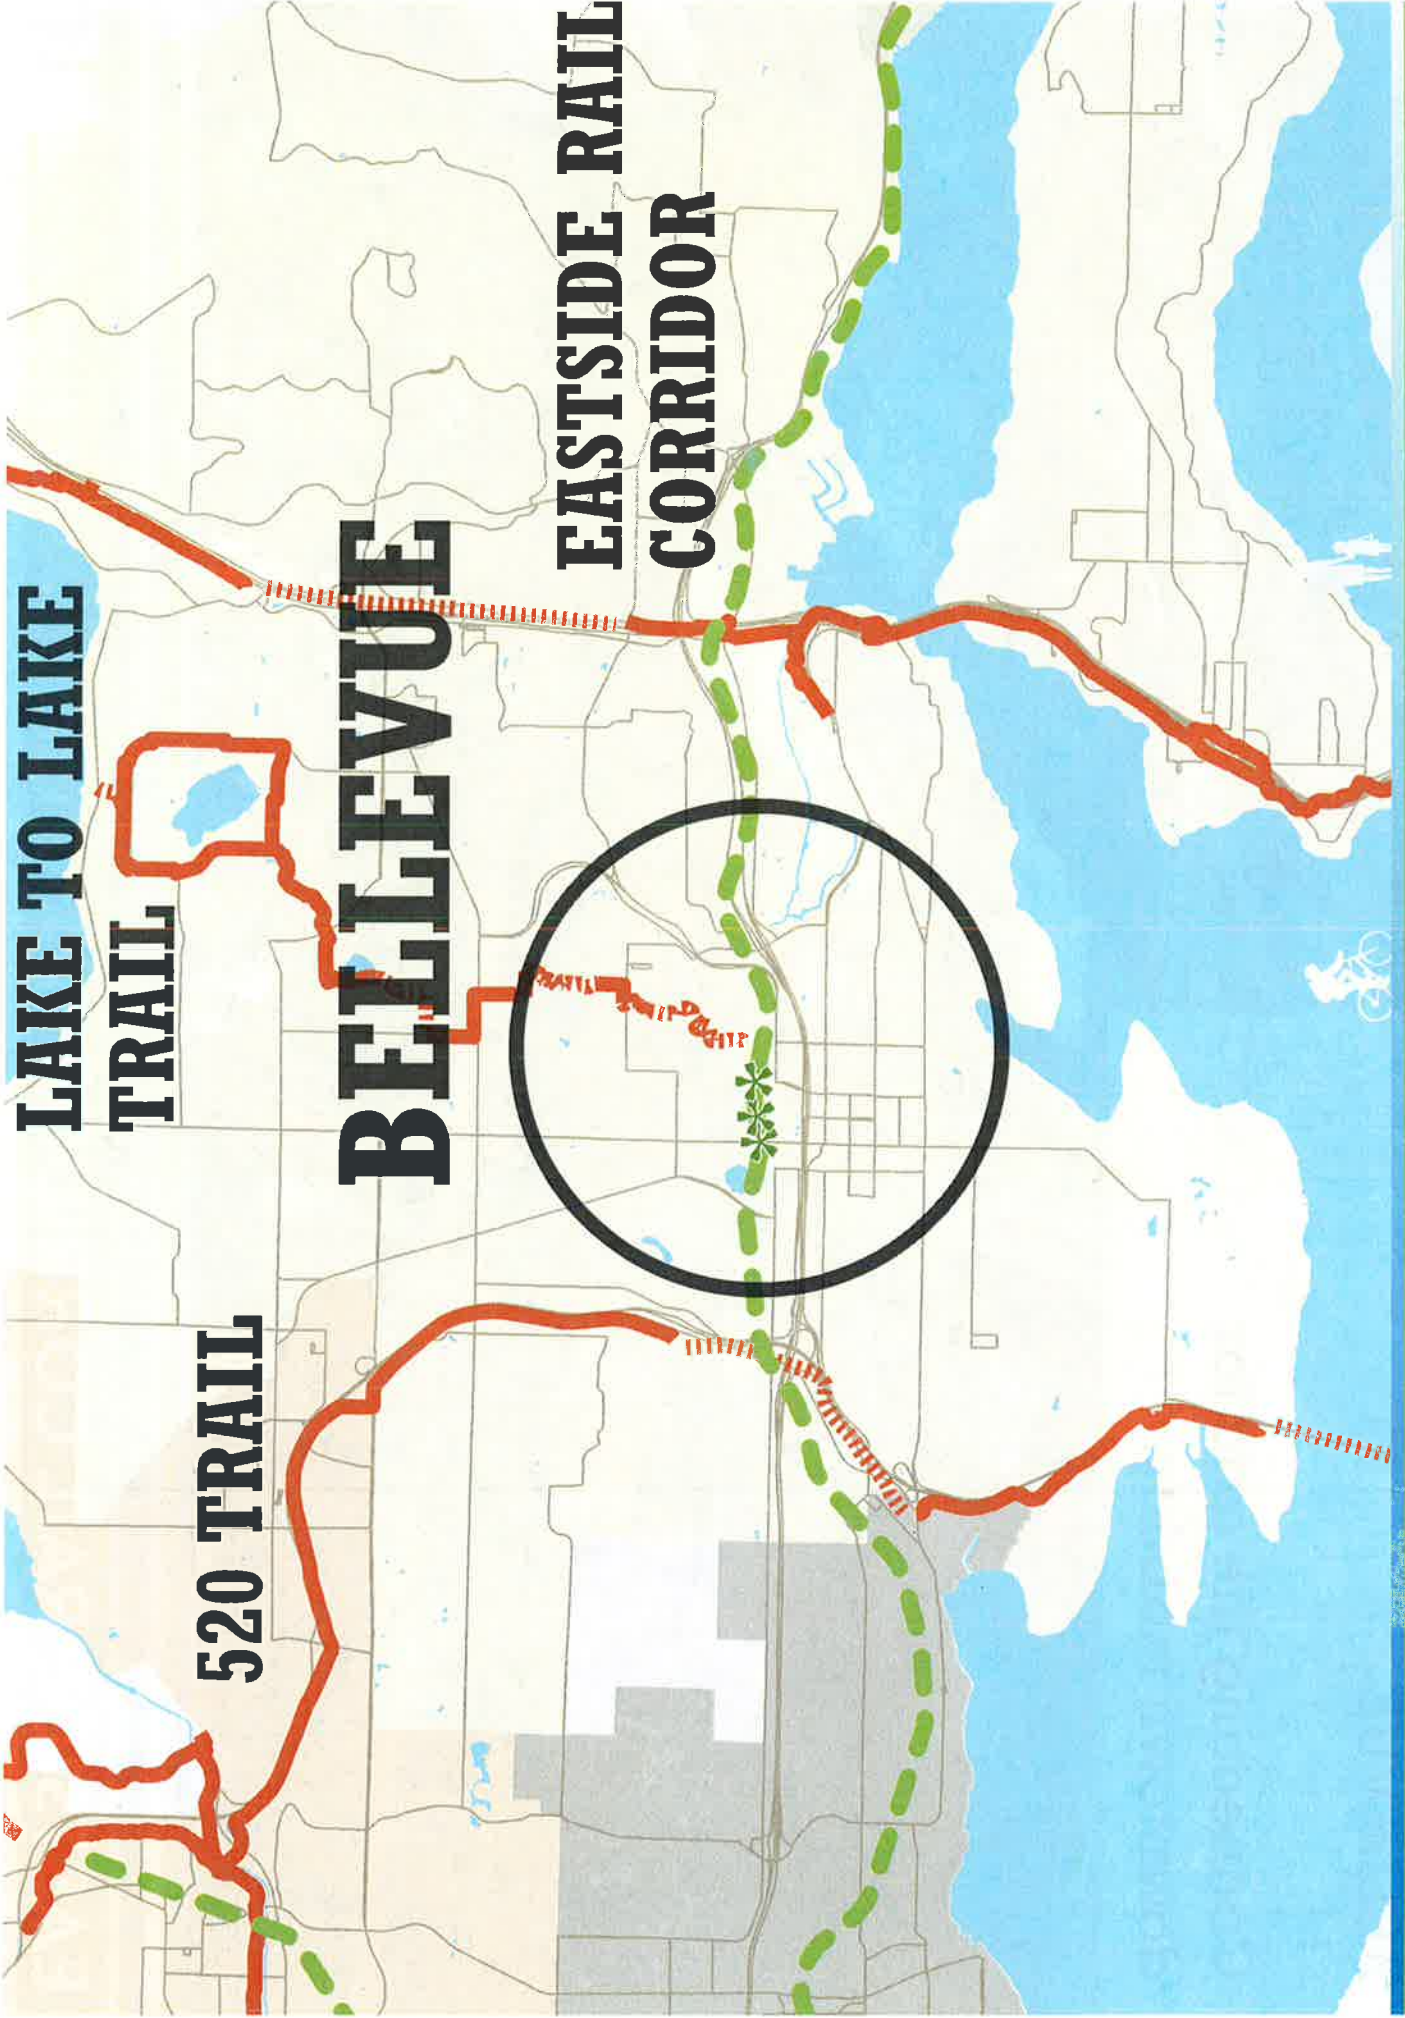 520 TRAIL
LAKE TO LAKE
TRAIL
BELLEVUE
EASTSIDE RAIL
CORRIDOR